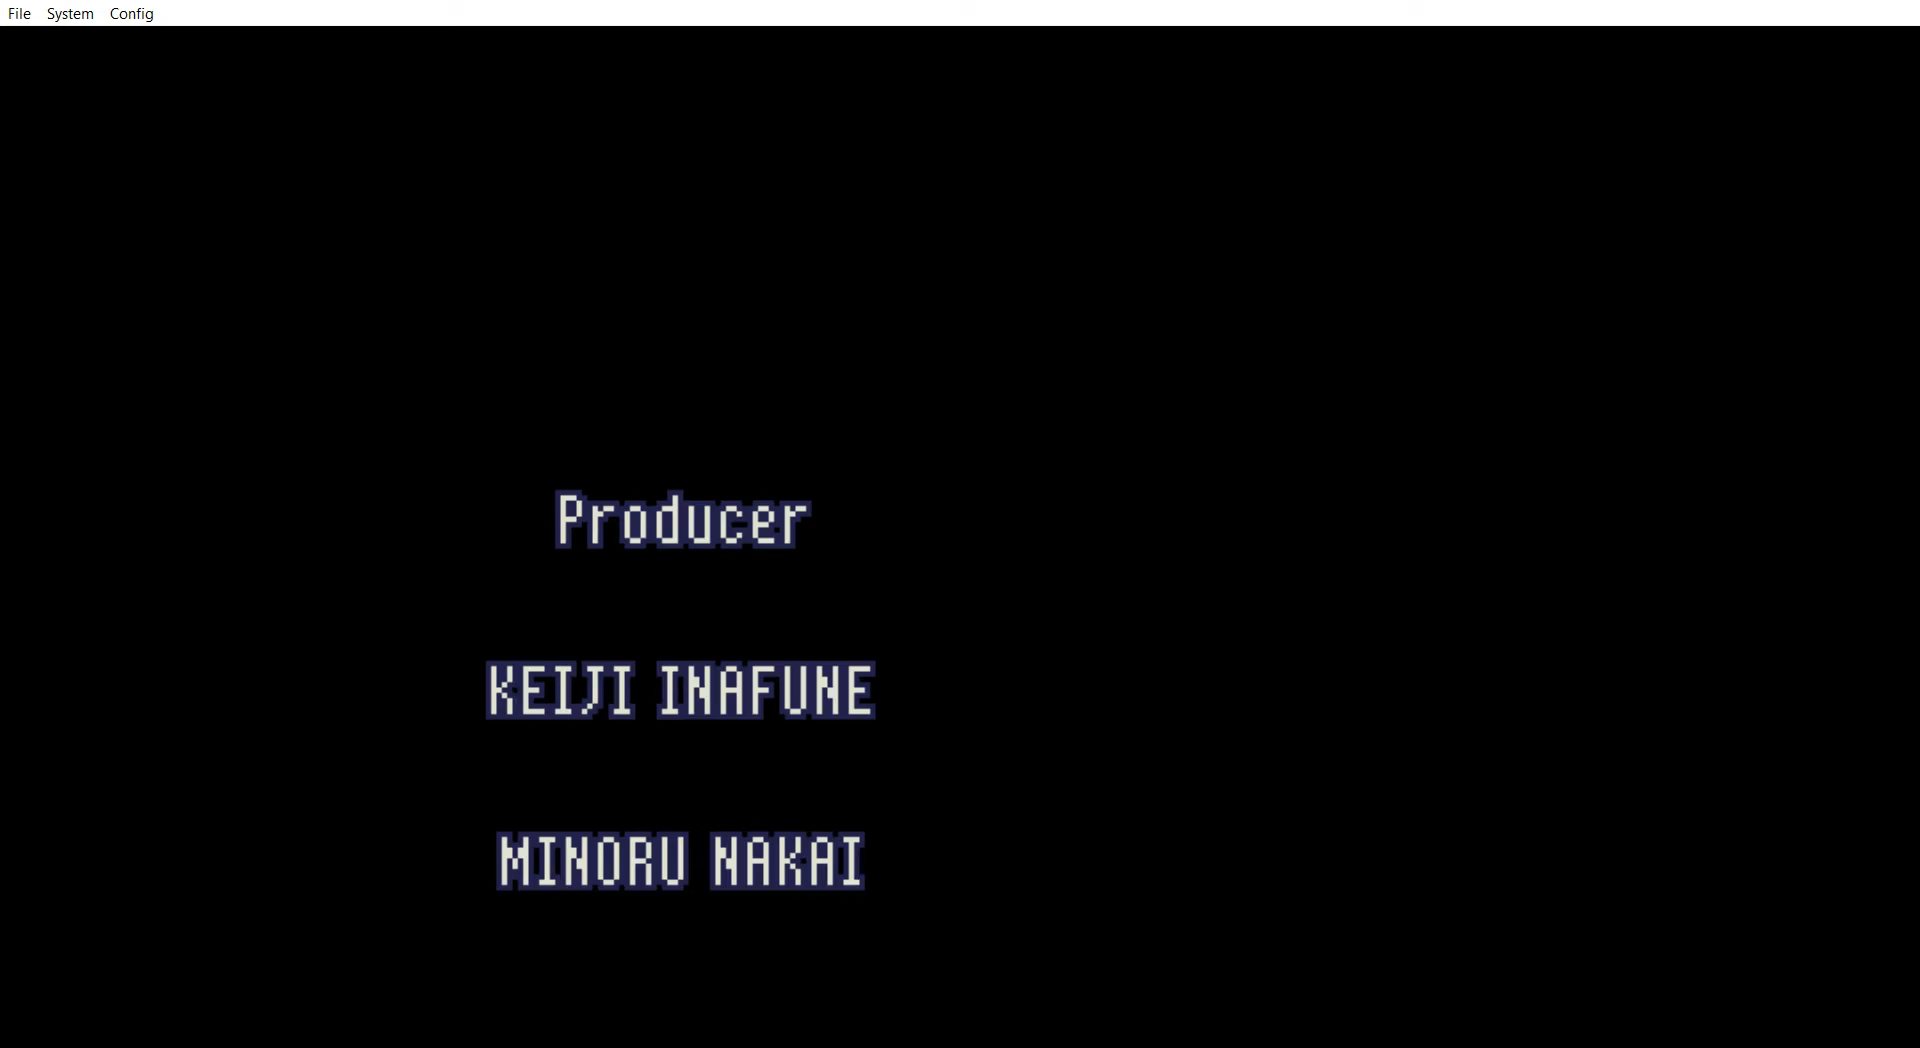 File System Config
Producer
KEIJI INAFUNE
MINORU NAKAI